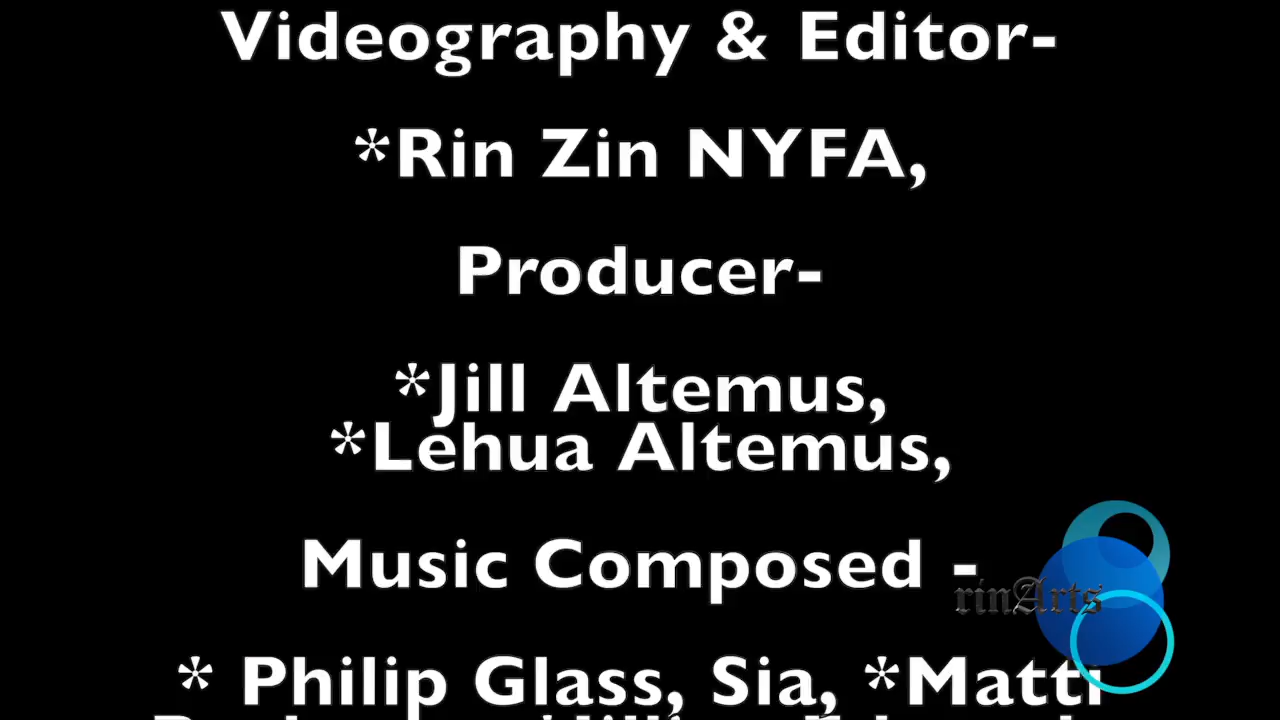 Videography & Editor-
*Rin Zin NYFA,
Producer-
*Jill Altemus,
*Lehua Altemus,
Music Composed -
rinArts
* Philip Glass, Sia, *Matti